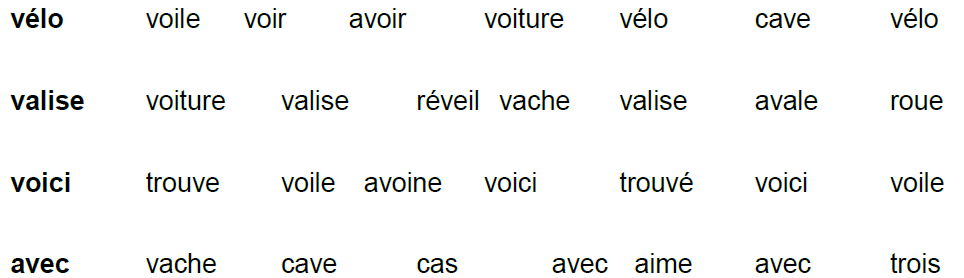 vélo voile voir avoir voiture vélo cave vélo
valise voiture valise réveil vache valise avale roue
voici trouve voile avoine voici trouvé voici voile
avec vache cave cas avec aime avec trois